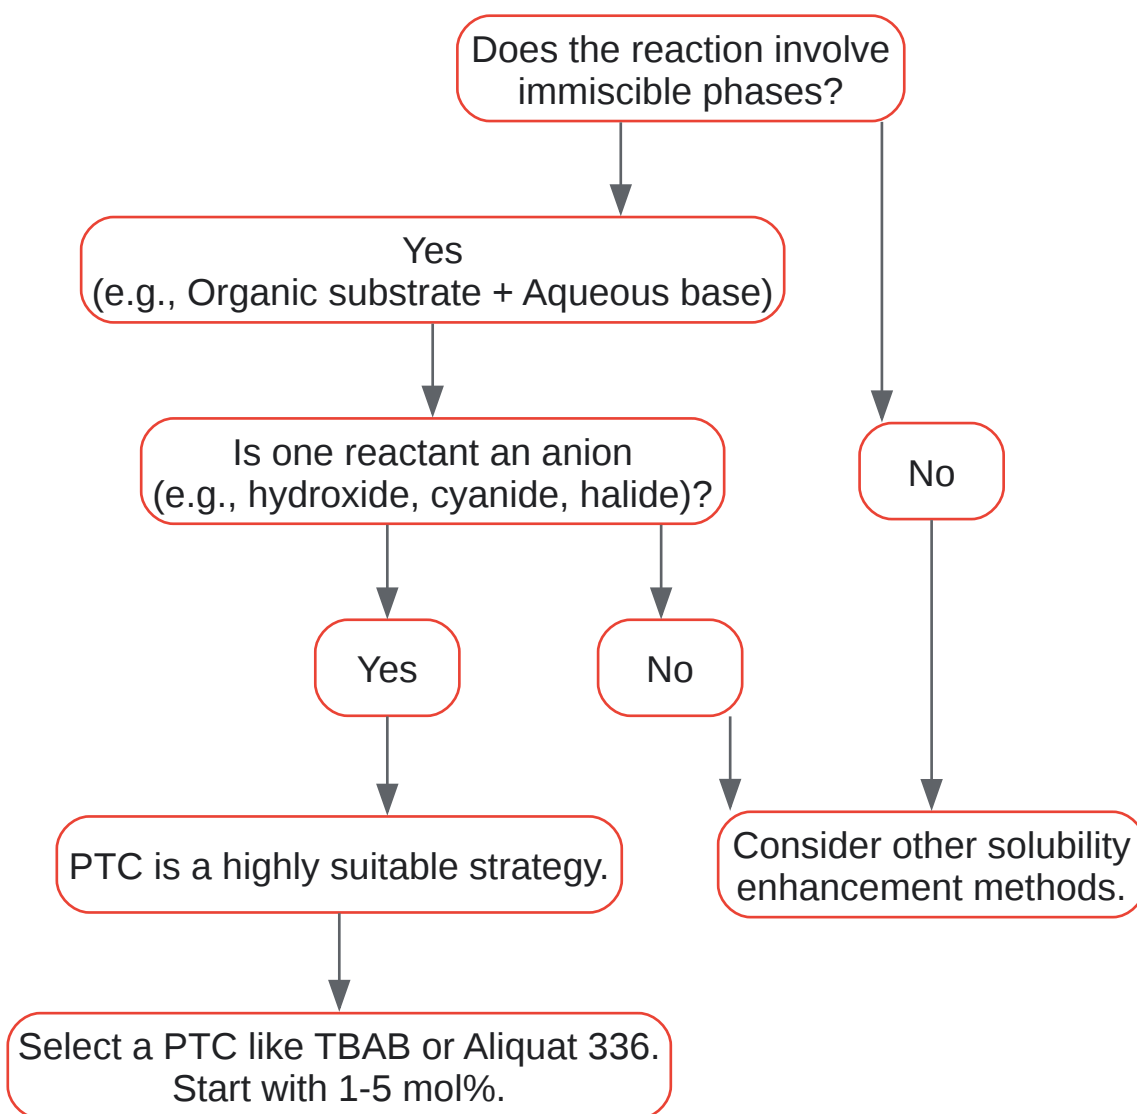 Does the reaction involve
immiscible phases?
Yes
(e.g., Organic substrate + Aqueous base)
Is one reactant an anion
(e.g., hydroxide, cyanide, halide)?
No
Yes
No
PTC is a highly suitable strategy.
Consider other solubility
enhancement methods.
Select a PTC like TBAB or Aliquat 336.
Start with 1-5 mol%.